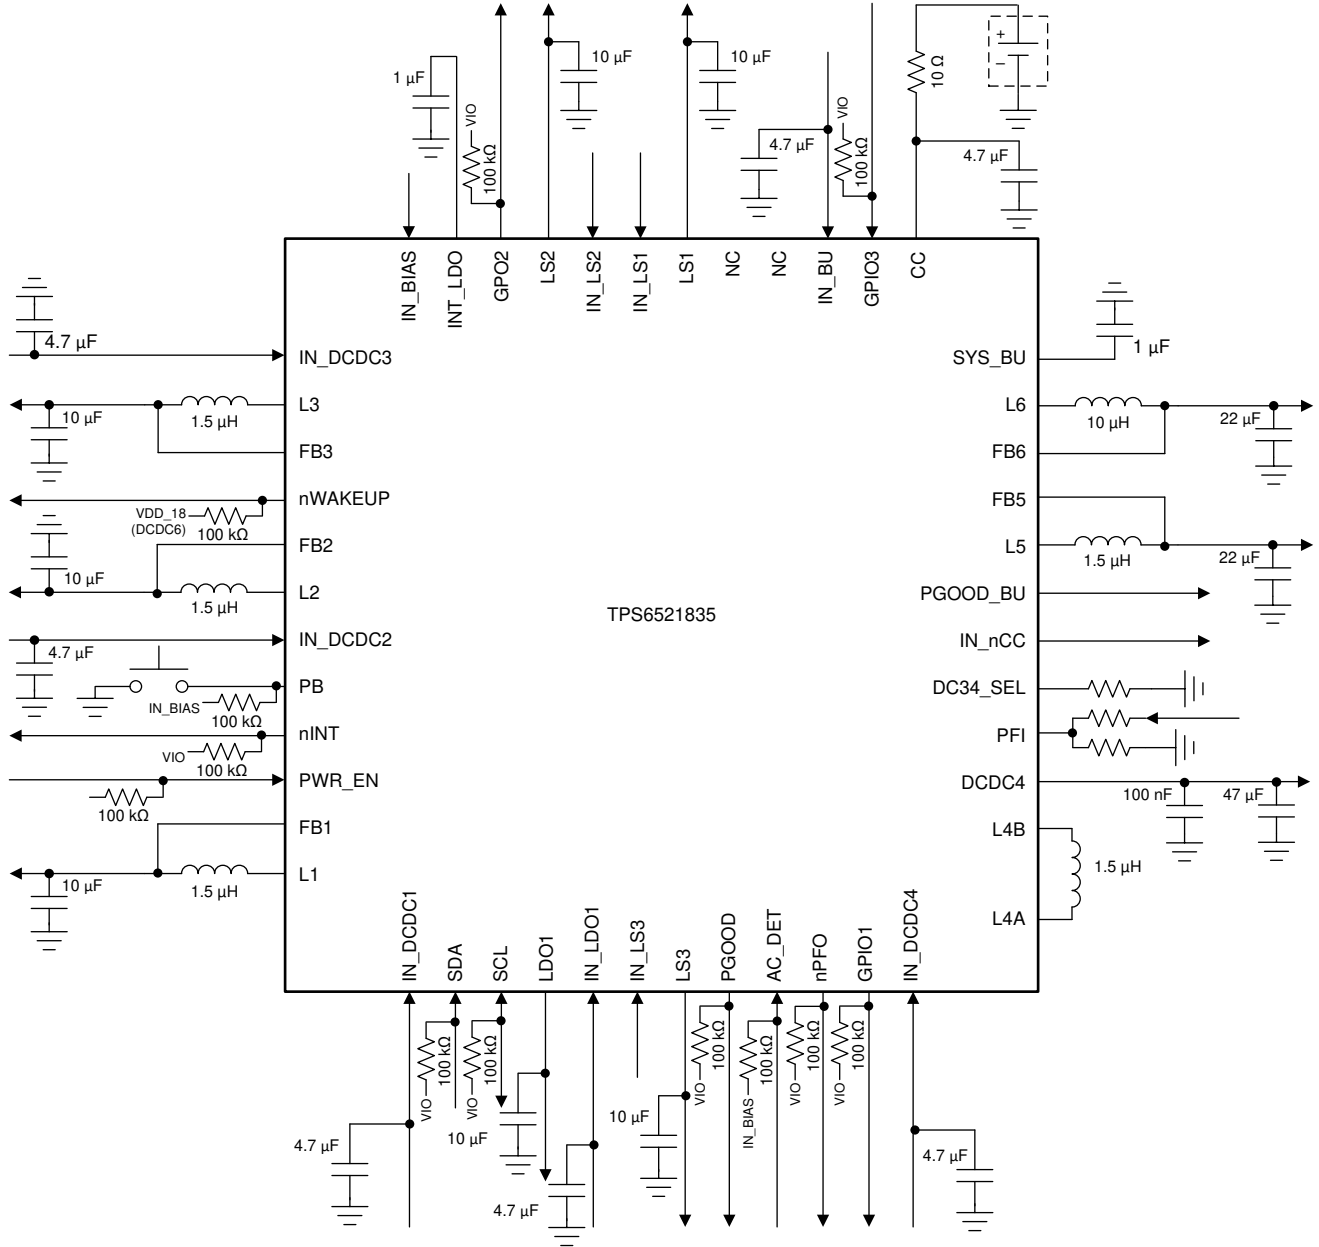 1 µF
VIO
100 kΩ
10 µF
10 µF
4.7 µF
VIO
100 kΩ
10 Ω
+
–
4.7 µF
IN_BIAS
INT_LDO
GPO2
LS2
IN_LS2
IN_LS1
LS1
NC
NC
IN_BU
GPIO3
CC
4.7 µF
IN_DCDC3
L3
10 µF
1.5 µH
FB3
nWAKEUP
VDD_18
(DCDC6)
100 kΩ
FB2
10 µF
L2
1.5 µH
IN_DCDC2
4.7 µF
PB
IN_BIAS
100 kΩ
nINT
VIO
100 kΩ
PWR_EN
100 kΩ
FB1
L1
10 µF
1.5 µH
TPS6521835
SYS_BU
1 µF
L6
10 µH
22 µF
FB6
FB5
L5
1.5 µH
22 µF
PGOOD_BU
IN_nCC
DC34_SEL
PFI
DCDC4
100 nF
47 µF
L4B
1.5 µH
L4A
IN_DCDC1
SDA
SCL
LDO1
IN_LDO1
IN_LS3
LS3
PGOOD
AC_DET
nPFO
GPIO1
IN_DCDC4
100 kΩ
VIO
100 kΩ
VIO
100 kΩ
VIO
100 kΩ
IN_BIAS
100 kΩ
VIO
100 kΩ
VIO
4.7 µF
10 µF
4.7 µF
10 µF
4.7 µF